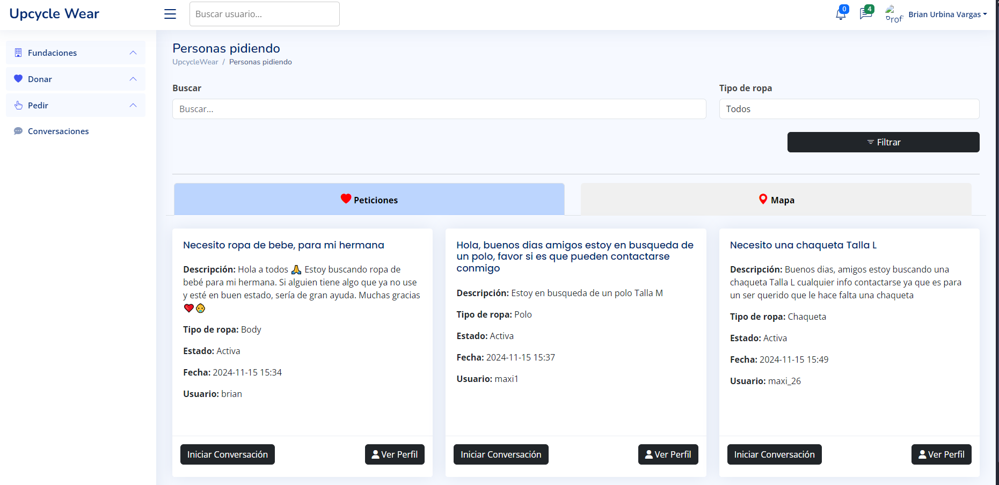 Upcycle Wear
Buscar usuario...
0
4
Prof
Brian Urbina Vargas
Fundaciones
Donar
Pedir
Conversaciones
Personas pidiendo
UpcycleWear / Personas pidiendo
Buscar
Buscar...
Tipo de ropa
Todos
Filtrar
Peticiones
Mapa
Necesito ropa de bebe, para mi hermana
Descripción: Hola a todos 🙏 Estoy buscando ropa de
bebé para mi hermana. Si alguien tiene algo que ya no use
y esté en buen estado, sería de gran ayuda. Muchas gracias
❤️👶
Tipo de ropa: Body
Estado: Activa
Fecha: 2024-11-15 15:34
Usuario: brian
Iniciar Conversación
Ver Perfil
Hola, buenos dias amigos estoy en busqueda de
un polo, favor si es que pueden contactarse
conmigo
Descripción: Estoy en busqueda de un polo Talla M
Tipo de ropa: Polo
Estado: Activa
Fecha: 2024-11-15 15:37
Usuario: maxi1
Iniciar Conversación
Ver Perfil
Necesito una chaqueta Talla L
Descripción: Buenos dias, amigos estoy buscando una
chaqueta Talla L cualquier info contactarse ya que es para
un ser querido que le hace falta una chaqueta
Tipo de ropa: Chaqueta
Estado: Activa
Fecha: 2024-11-15 15:49
Usuario: maxi_26
Iniciar Conversación
Ver Perfil